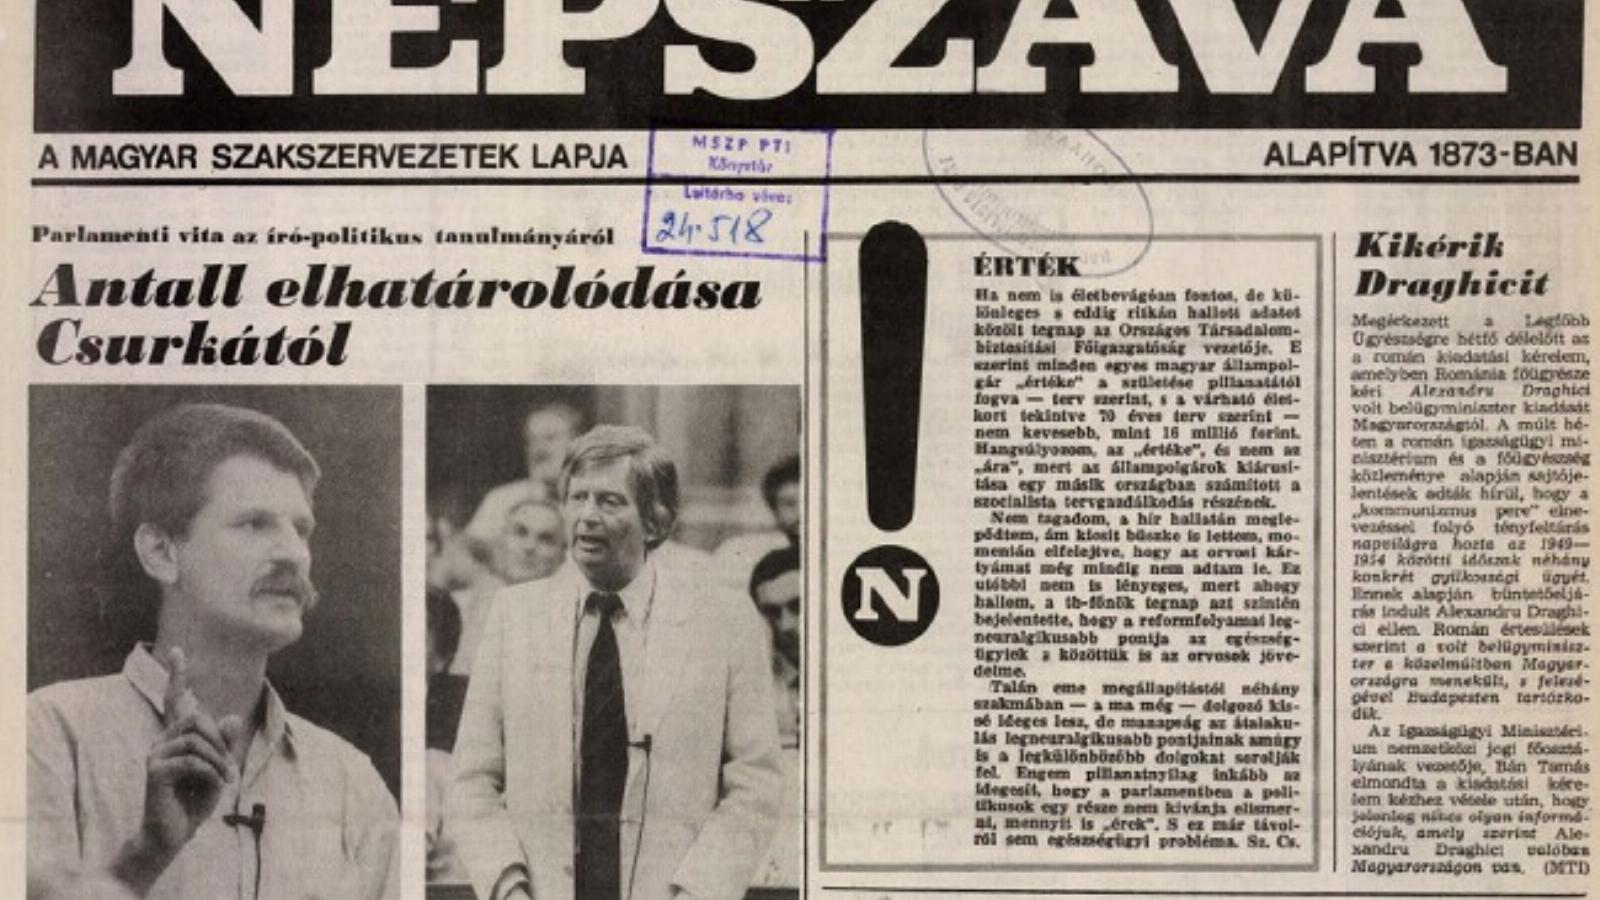 NÉPSZAVA
A MAGYAR SZAKSZERVEZETEK LAPJA
MSZP PTI
Könyvtár
Leltárba véve:
24.518
ALAPÍTVA 1873-BAN
Parlamenti vita az író-politikus tanulmányáról
Antall elhatárolódása
Csurkától
N
ÉRTÉK
Ha nem is életbevágóan fontos, de kü-
lönleges s eddig ritkán hallott adatot
közölt tegnap az Országos Társadalom-
biztosítási Főigazgatóság vezetője. E
szerint minden egyes magyar állampol-
gár „értéke” a születése pillanatától
fogva — terv szerint, s a várható élet-
kort tekintve 70 éves terv szerint —
nem kevesebb, mint 16 millió forint.
Hangsúlyozom, az „értéke”, és nem az
„ára”, mert az állampolgárok kiárusí-
tása egy másik országban számított a
szocialista tervgazdálkodás részének.
Nem tagadom, a hír hallatán megle-
pődtem, ám kicsit büszke is lettem, mo-
mentán elfelejtve, hogy az orvosi kár-
tyámat még mindig nem adtam le. Ez
utóbbi nem is lényeges, mert ahogy
hallom, a tb-főnök tegnap azt szintén
bejelentette, hogy a reformfolyamat leg-
neuralgikusabb pontja az egészség-
ügyiek s közöttük is az orvosok jöve-
delme.
Talán eme megállapítástól néhány
szakmában — a ma még — dolgozó kis-
sé ideges lesz, de manapság az átalaku-
lás legneuralgikusabb pontjainak amúgy
is a legkülönbözőbb dolgokat sorolják
fel. Engem pillanatnyilag inkább az
idegesít, hogy a parlamentben a poli-
tikusok egy része nem kívánja elismer-
ni, mennyit is „érek”. S ez már távol-
ról sem egészségügyi probléma. Sz. Cs.
Kikérik
Draghicit
Megérkezett a Legfőbb
Ügyészségre hétfő délelőtt az
a román kiadatási kérelem,
amelyben Románia főügyésze
kéri Alexandru Draghici
volt belügyminiszter kiadását
Magyarországtól. A múlt hé-
ten a román igazságügyi mi-
nisztérium és a főügyészség
közleménye alapján sajtóje-
lentések adták hírül, hogy a
„kommunizmus pere” elne-
vezéssel folyó tényfeltárás
napvilágra hozta az 1949—
1954 közötti időszak néhány
konkrét gyilkossági ügyét.
Ennek alapján büntetőeljá-
rás indult Alexandru Draghi-
ci ellen. Román értesülések
szerint a volt belügyminisz-
ter a közelmúltban Magyar-
országra menekült, s felesé-
gével Budapesten tartózko-
dik.
Az Igazságügyi Minisztéri-
um nemzetközi jogi főosztá-
lyának vezetője, Bán Tamás
elmondta a kiadatási kére-
lem kézhez vétele után, hogy
jelenleg nincs olyan informá-
ciójuk, amely szerint Ale-
xandru Draghici valóban
Magyarországon van. (MTI)